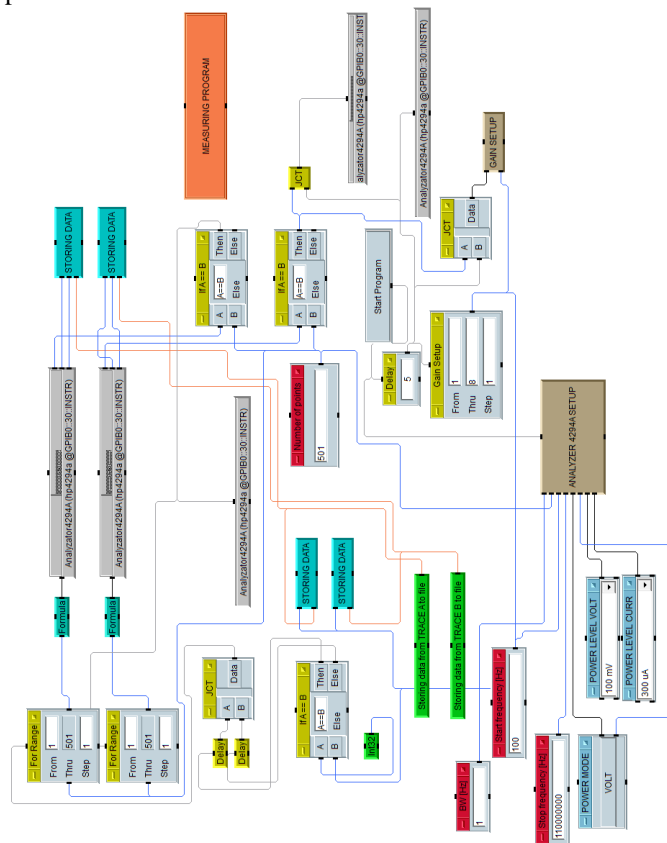 For Range
From 1
Thru 501
Step 1
For Range
From 1
Thru 501
Step 1
Formula
Formula
Analyzator4294A (hp4294a @GPIB0::30::INSTR)
Analyzator4294A (hp4294a @GPIB0::30::INSTR)
STORING DATA
STORING DATA
MEASURING PROGRAM
JCT
A
B
Data
Delay
Delay
Analyzator4294A (hp4294a @GPIB0::30::INSTR)
If A == B
A
B
A==B
Then
Else
Else
If A == B
A
B
A==B
Then
Else
Else
JCT
alyzator4294A (hp4294a @GPIB0::30::INST
Analyzator4294A (hp4294a @GPIB0::30::INSTR)
If A == B
A
B
A==B
Then
Else
Else
Int32
STORING DATA
STORING DATA
Number of points
501
Start Program
Delay
5
JCT
A
B
Data
GAIN SETUP
Storing data from TRACE A to file
Storing data from TRACE B to file
Gain Setup
From 1
Thru 8
Step 1
BW [Hz]
1
Start frequency [Hz]
100
Stop frequency [Hz]
110000000
ANALYZER 4294A SETUP
POWER MODE
VOLT
POWER LEVEL VOLT
100 mV
POWER LEVEL CURR
300 uA